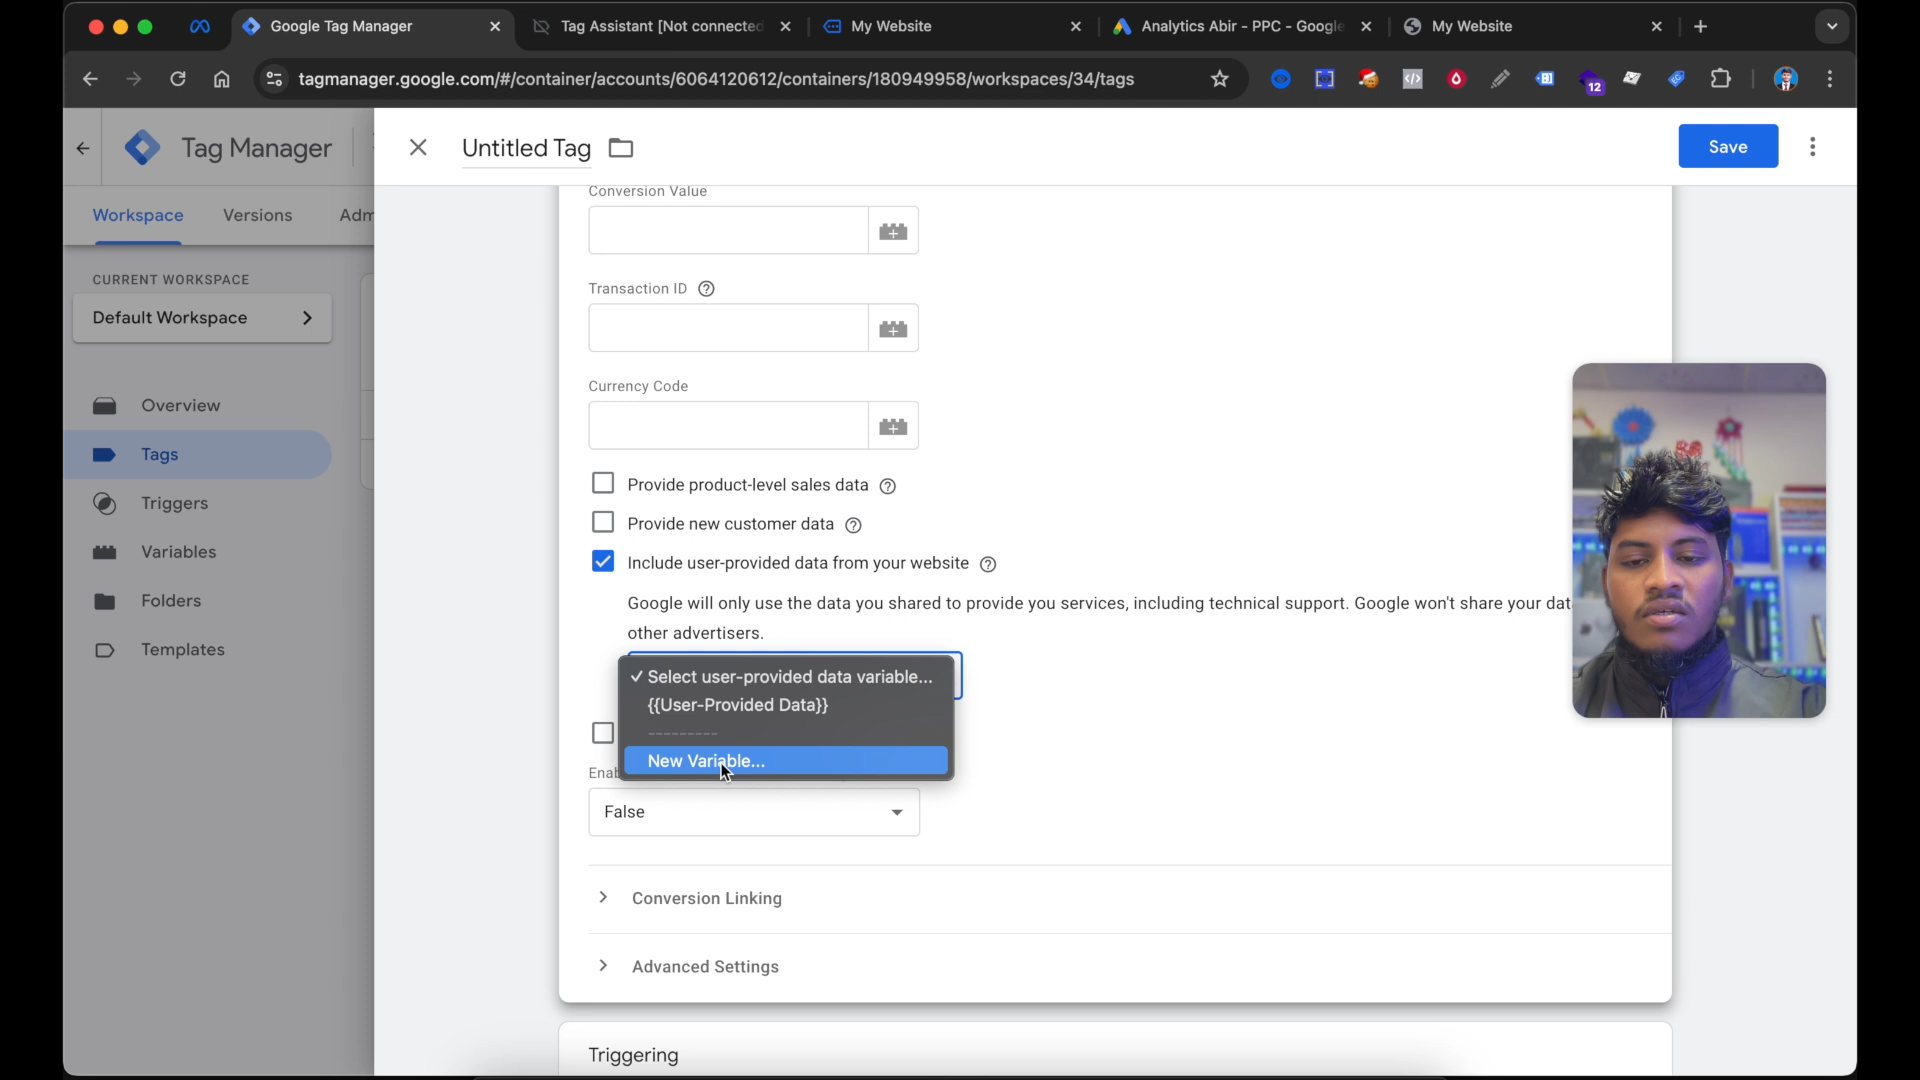 Google Tag Manager
Tag Assistant [Not connected
My Website
Analytics Abir - PPC - Google
My Website
tagmanager.google.com/#/container/accounts/6064120612/containers/180949958/workspaces/34/tags
12
Tag Manager
Untitled Tag
Save
Workspace
Versions
Adm
CURRENT WORKSPACE
Default Workspace
Overview
Tags
Triggers
Variables
Folders
Templates
Conversion Value
Transaction ID
Currency Code
Provide product-level sales data
Provide new customer data
Include user-provided data from your website
Google will only use the data you shared to provide you services, including technical support. Google won't share your dat
other advertisers.
✓ Select user-provided data variable...
{{User-Provided Data}}
---------
New Variable...
Enab
False
Conversion Linking
Advanced Settings
Triggering